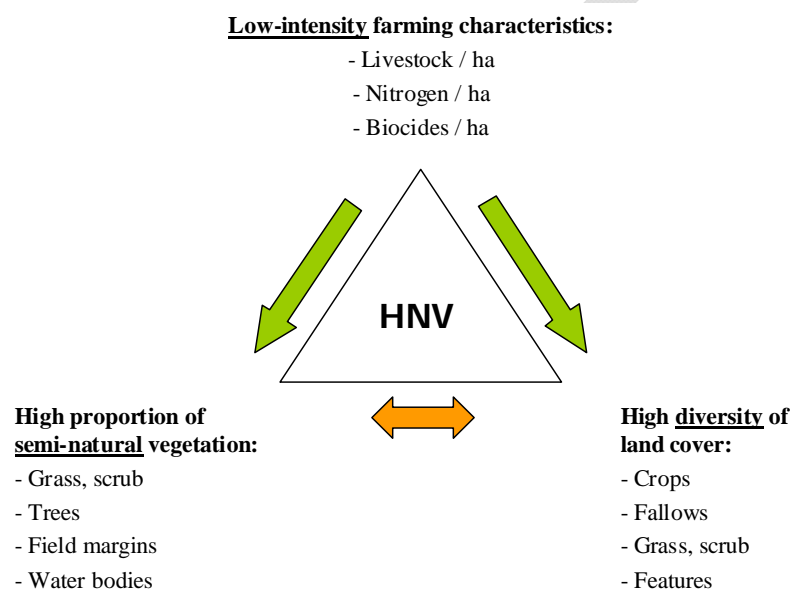 Low-intensity farming characteristics:
- Livestock / ha
- Nitrogen / ha
- Biocides / ha
HNV
High proportion of
semi-natural vegetation:
- Grass, scrub
- Trees
- Field margins
- Water bodies
High diversity of
land cover:
- Crops
- Fallows
- Grass, scrub
- Features